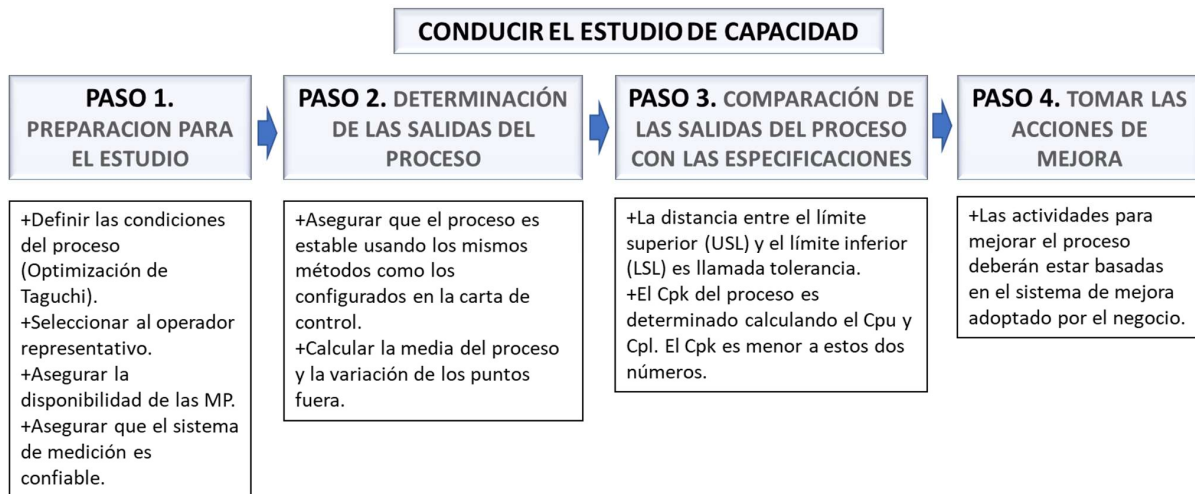 CONDUCIR EL ESTUDIO DE CAPACIDAD
PASO 1.
PREPARACION PARA
EL ESTUDIO
PASO 2. DETERMINACIÓN
DE LAS SALIDAS DEL
PROCESO
PASO 3. COMPARACIÓN DE
LAS SALIDAS DEL PROCESO
CON LAS ESPECIFICACIONES
PASO 4. TOMAR LAS
ACCIONES DE
MEJORA
+Definir las condiciones
del proceso
(Optimización de
Taguchi).
+Seleccionar al operador
representativo.
+Asegurar la
disponibilidad de las MP.
+Asegurar que el sistema
de medición es
confiable.
+Asegurar que el proceso es
estable usando los mismos
métodos como los
configurados en la carta de
control.
+Calcular la media del proceso
y la variación de los puntos
fuera.
+La distancia entre el límite
superior (USL) y el límite inferior
(LSL) es llamada tolerancia.
+El Cpk del proceso es
determinado calculando el Cpu y
Cpl. El Cpk es menor a estos dos
números.
+Las actividades para
mejorar el proceso
deberán estar basadas
en el sistema de mejora
adoptado por el negocio.